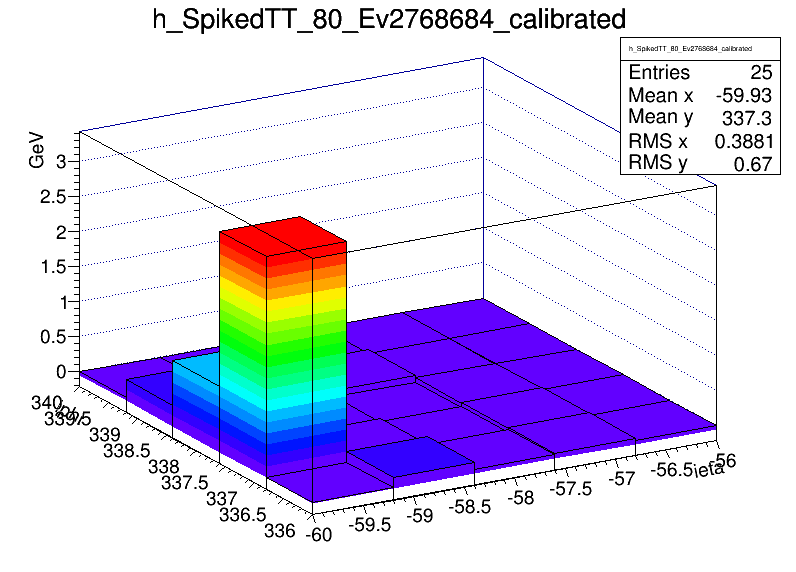 h_SpikedTT_80_Ev2768684_calibrated
h_SpikedTT_80_Ev2768684_calibrated
Entries 25
Mean x -59.93
Mean y 337.3
RMS x 0.3881
RMS y 0.67
GeV
3
2.5
2
1.5
1
0.5
0
340
339.5
339
338.5
338
337.5
337
336.5
336
-60
-59.5
-59
-58.5
-58
-57.5
-57
-56.5
-56
ieta